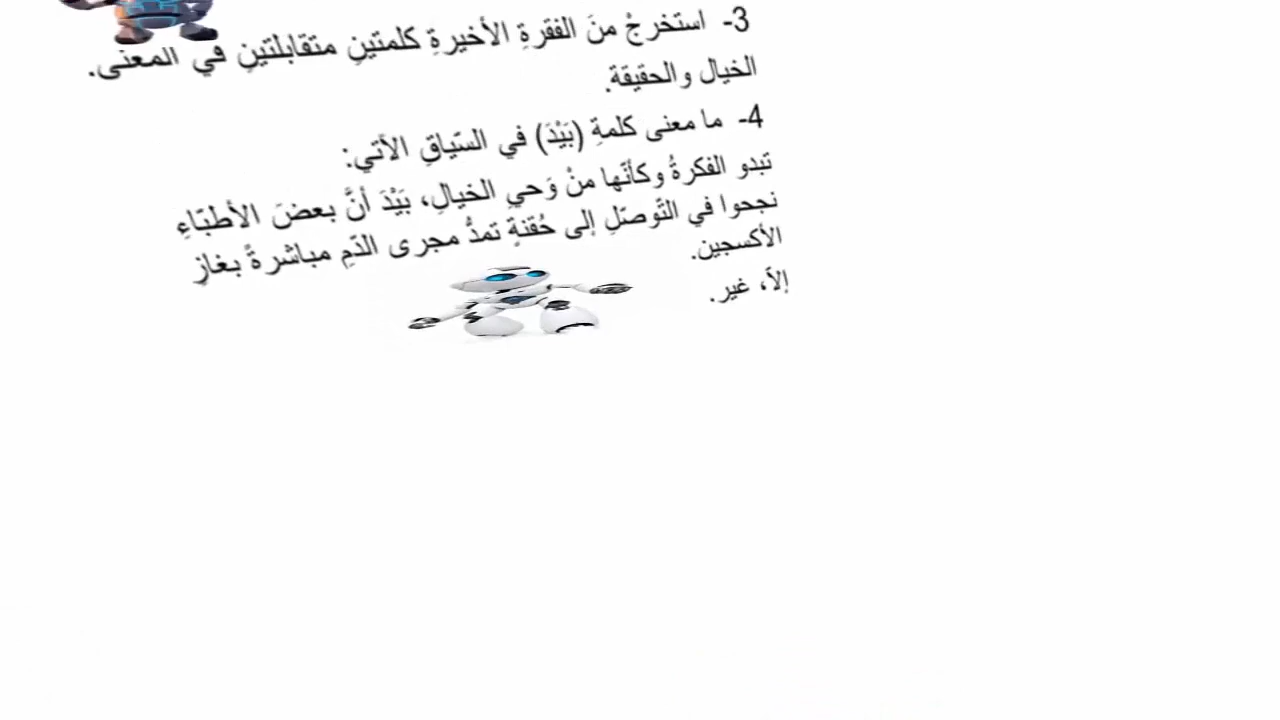 3- استخرجْ منَ الفقرةِ الأخيرةِ كلمتينِ متقابلتينِ في المعنى.
الخيال والحقيقة.
4- ما معنى كلمةِ (بَيْدَ) في السّياقِ الآتي:
تبدو الفكرةُ وكأنّها منْ وَحيِ الخيالِ، بَيْدَ أنَّ بعضَ الأطبّاءِ
نجحوا في التّوصّلِ إلى حُقنةٍ تمدُّ مجرى الدّمِ مباشرةً بغازِ
الأكسجين.
إلاّ، غير.